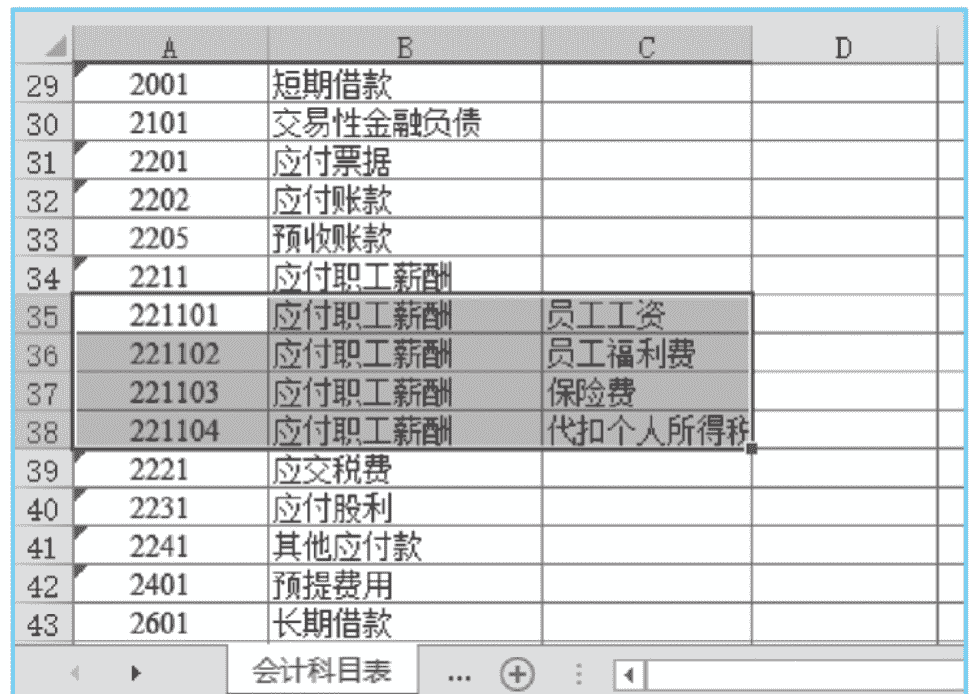 A B C D
29 2001 短期借款
30 2101 交易性金融负债
31 2201 应付票据
32 2202 应付账款
33 2205 预收账款
34 2211 应付职工薪酬
35 221101 应付职工薪酬 员工工资
36 221102 应付职工薪酬 员工福利费
37 221103 应付职工薪酬 保险费
38 221104 应付职工薪酬 代扣个人所得税
39 2221 应交税费
40 2231 应付股利
41 2241 其他应付款
42 2401 预提费用
43 2601 长期借款
会计科目表 ...